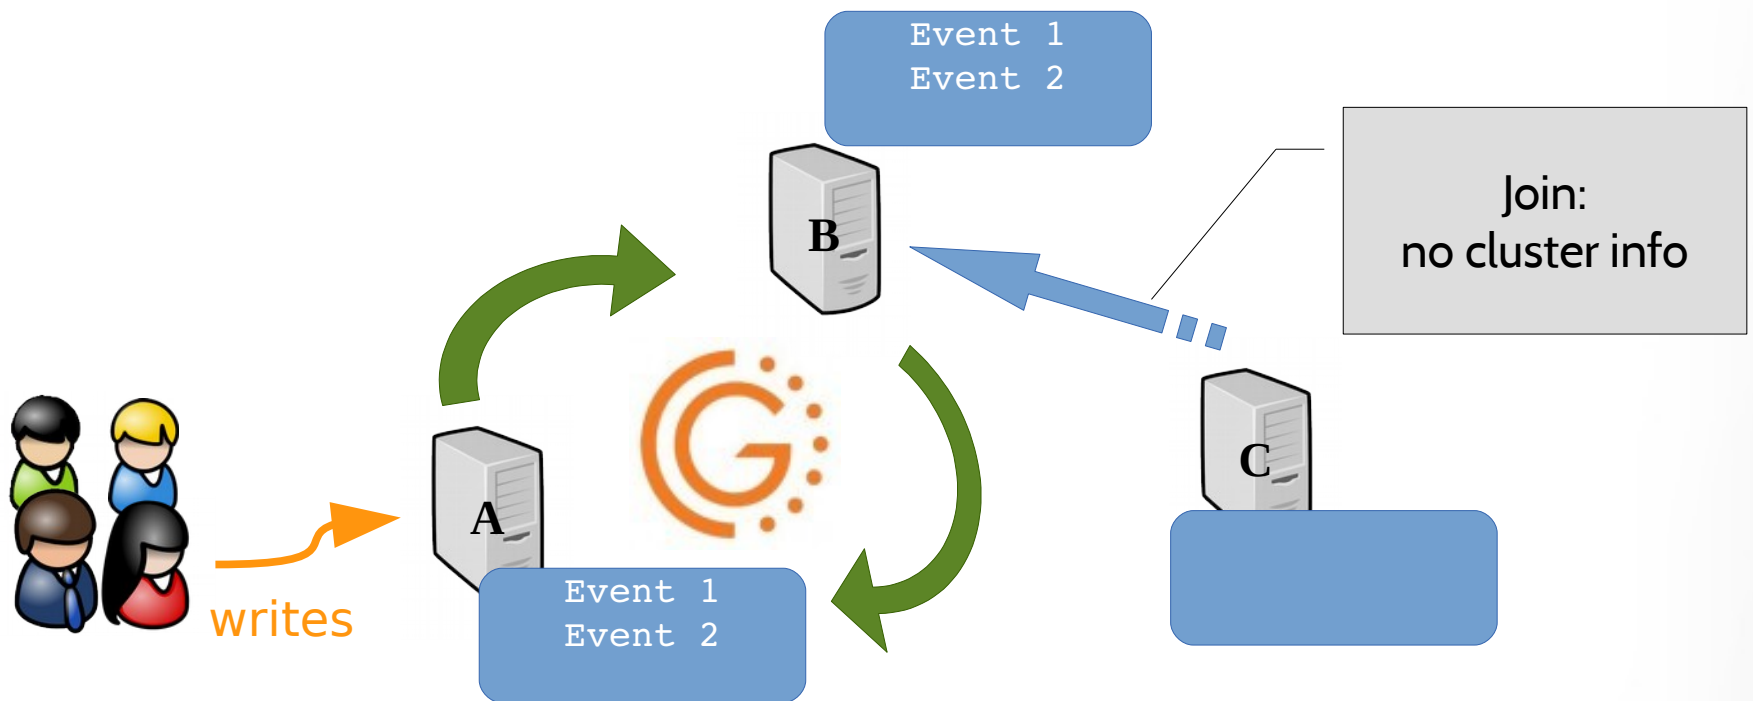 Event 1
Event 2
Join:
no cluster info
B
C
A
G
writes
Event 1
Event 2